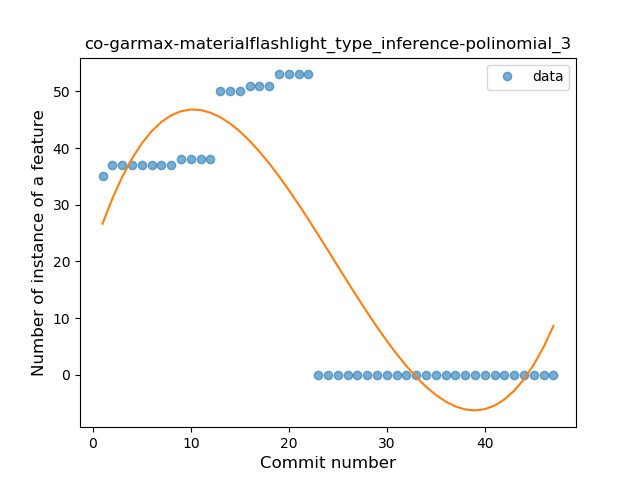 co-garmax-materialflashlight_type_inference-polinomial_3
data
Number of instance of a feature
50
40
30
20
10
0
0
10
20
30
40
Commit number